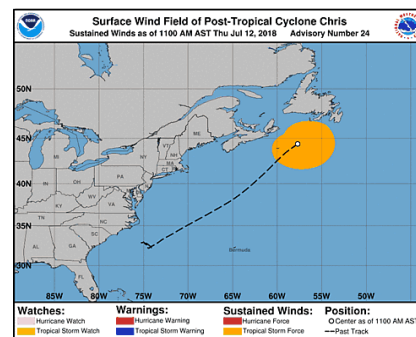 Surface Wind Field of Post-Tropical Cyclone Chris
Sustained Winds as of 1100 AM AST Thu Jul 12, 2018 Advisory Number 24
50N
45N
40N
35N
30N
ME
VT
NH
MA
CT
NY
MI
PA
IN
OH
WV
KY
VA
TN
NC
SC
AL
GA
FL
Bermuda
85W 80W 75W 70W 65W 60W 55W 50W
Watches: Warnings: Sustained Winds: Position:
Hurricane Watch Hurricane Warning Hurricane Force Center as of 1100 AM AST
Tropical Storm Watch Tropical Storm Warning Tropical Storm Force Past Track